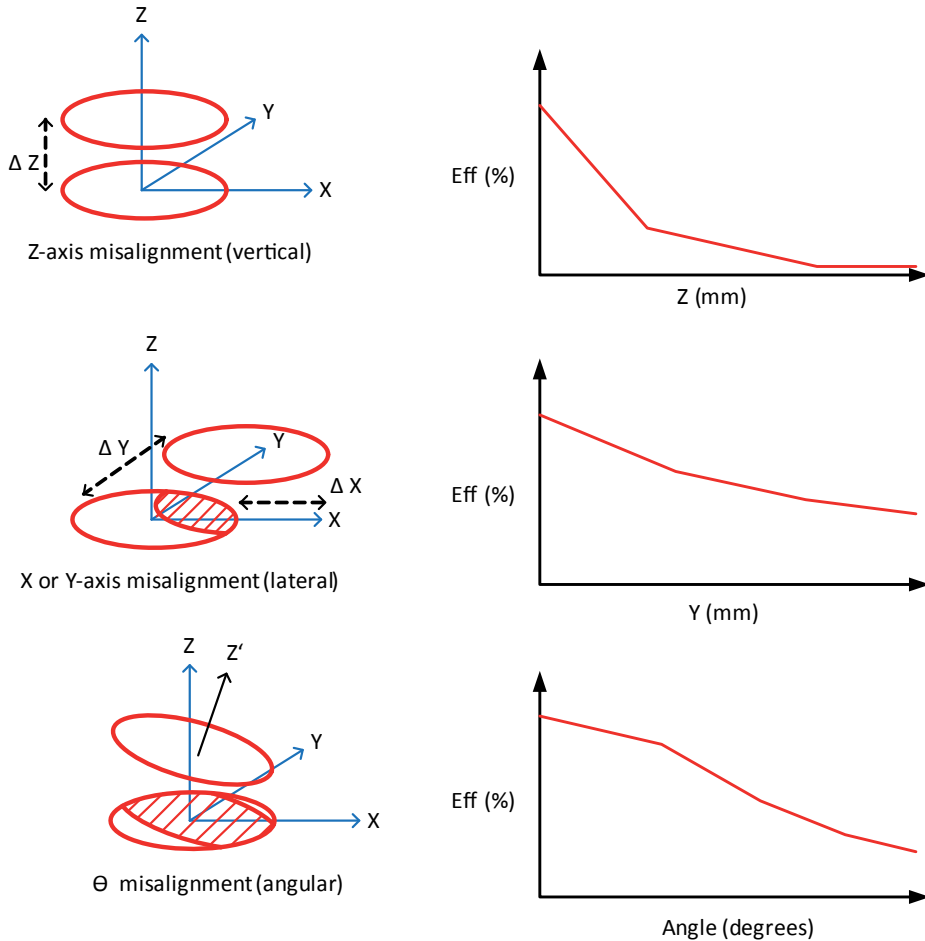 Z
Y
Δ Z
X
Z-axis misalignment (vertical)
Eff (%)
Z (mm)
Z
Δ Y
Y
Δ X
X
X or Y-axis misalignment (lateral)
Eff (%)
Y (mm)
Z
Z‘
Y
X
Θ misalignment (angular)
Eff (%)
Angle (degrees)